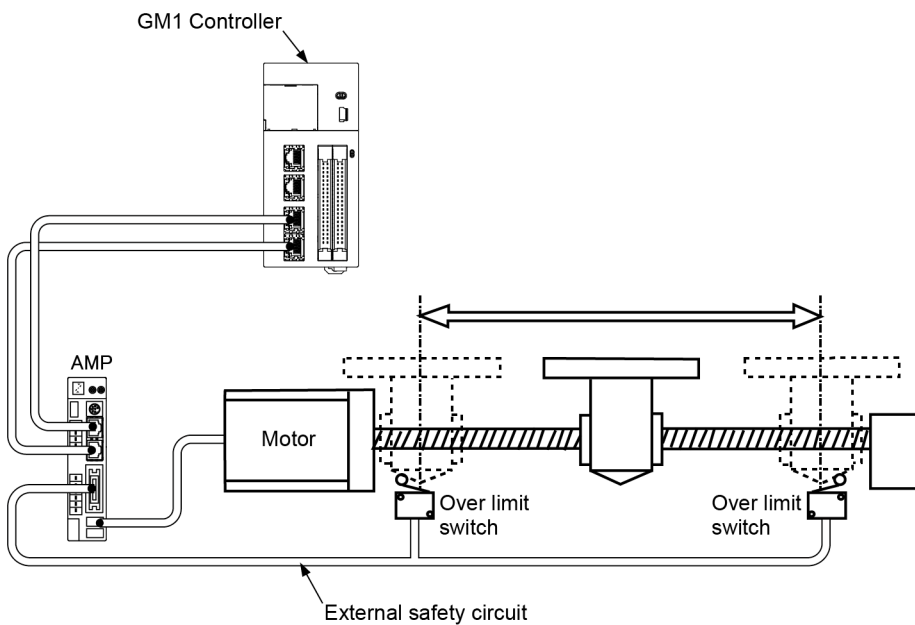 GM1 Controller
AMP
Motor
Over limit
switch
Over limit
switch
External safety circuit